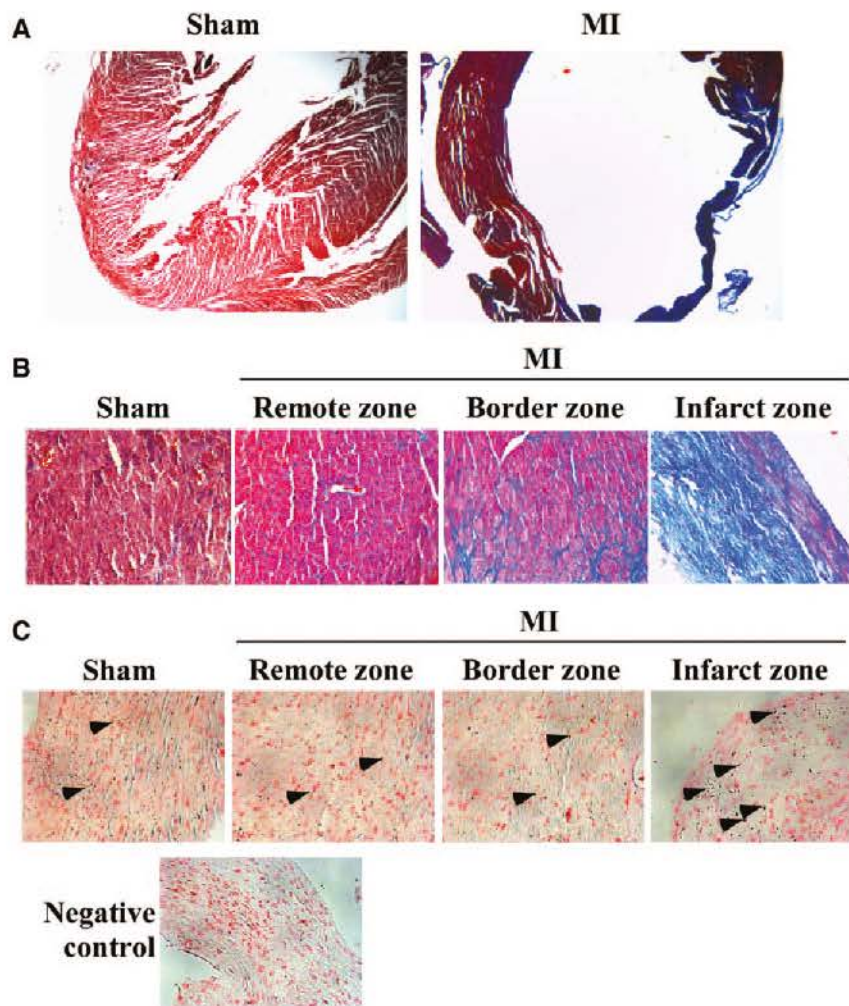 A
Sham
MI
B
MI
Sham
Remote zone
Border zone
Infarct zone
C
MI
Sham
Remote zone
Border zone
Infarct zone
Negative
control